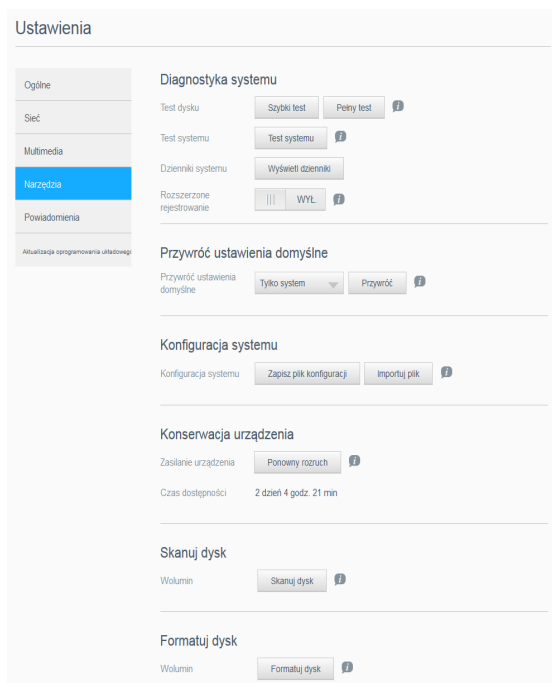 Ustawienia
Ogólne
Sieć
Multimedia
Narzędzia
Powiadomienia
Aktualizacja oprogramowania układowego
Diagnostyka systemu
Test dysku Szybki test Pełny test
Test systemu Test systemu
Dzienniki systemu Wyświetl dzienniki
Rozszerzone
rejestrowanie WYŁ.
Przywróć ustawienia domyślne
Przywróć ustawienia
domyślne Tylko system Przywróć
Konfiguracja systemu
Konfiguracja systemu Zapisz plik konfiguracji Importuj plik
Konserwacja urządzenia
Zasilanie urządzenia Ponowny rozruch
Czas dostępności 2 dzień 4 godz. 21 min
Skanuj dysk
Wolumin Skanuj dysk
Formatuj dysk
Wolumin Formatuj dysk